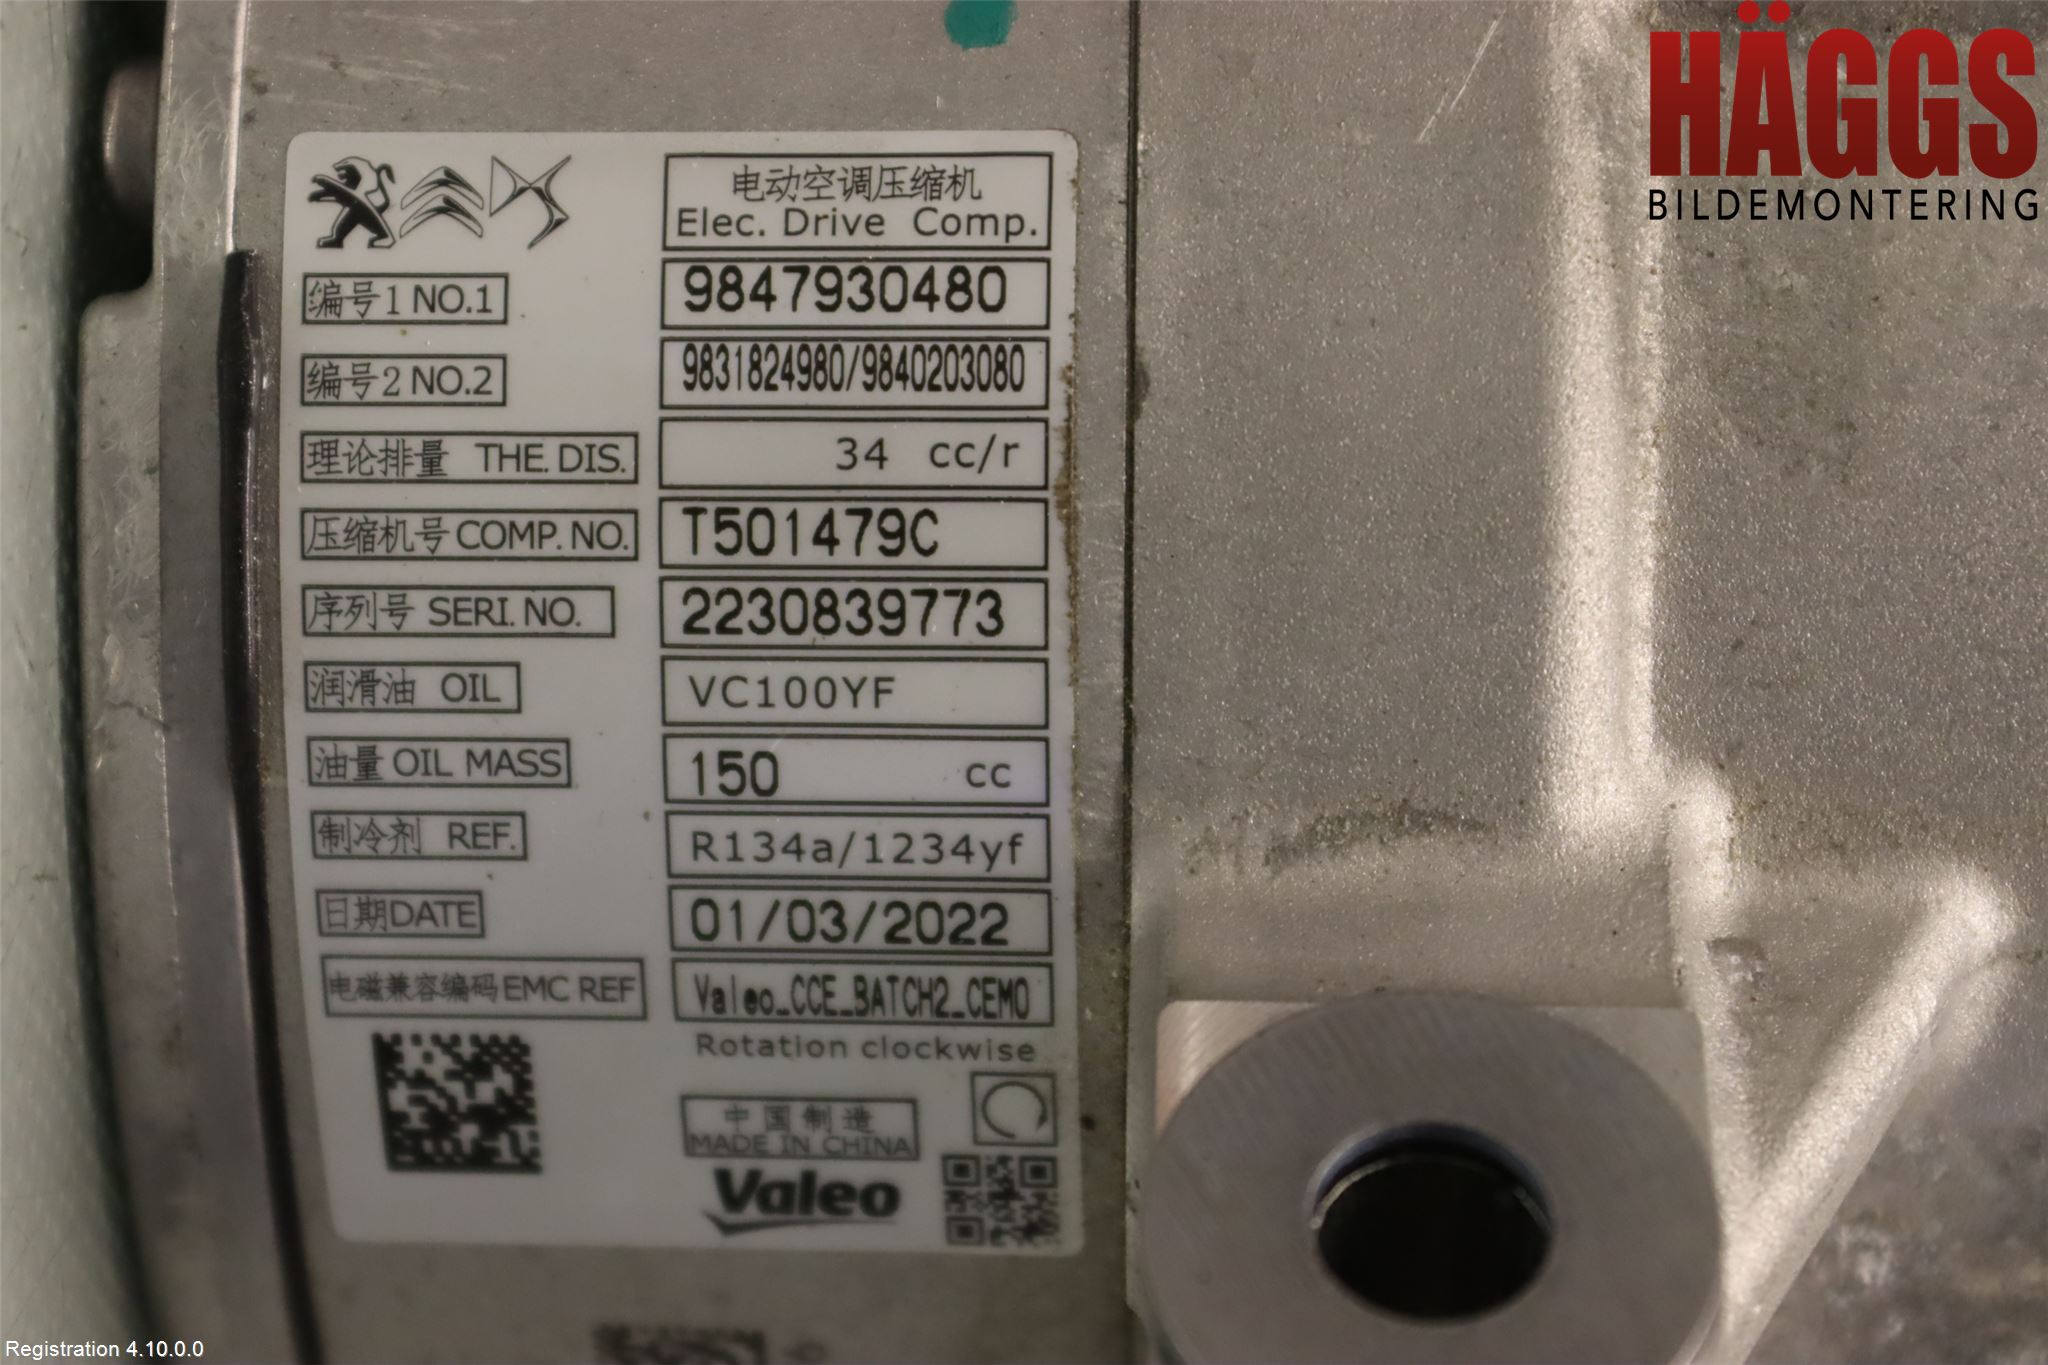 HÄGGS
BILDEMONTERING
电动空调压缩机
Elec. Drive Comp.
编号1 NO.1 9847930480
编号2 NO.2 9831824980/9840203080
理论排量 THE. DIS. 34 cc/r
压缩机号 COMP. NO. T501479C
序列号 SERI. NO. 2230839773
润滑油 OIL VC100YF
油量 OIL MASS 150 cc
制冷剂 REF. R134a/1234yf
日期DATE 01/03/2022
电磁兼容编码EMC REF Valeo_CCE_BATCH2_CEMO
Rotation clockwise
中国制造
MADE IN CHINA
Valeo
Registration 4.10.0.0